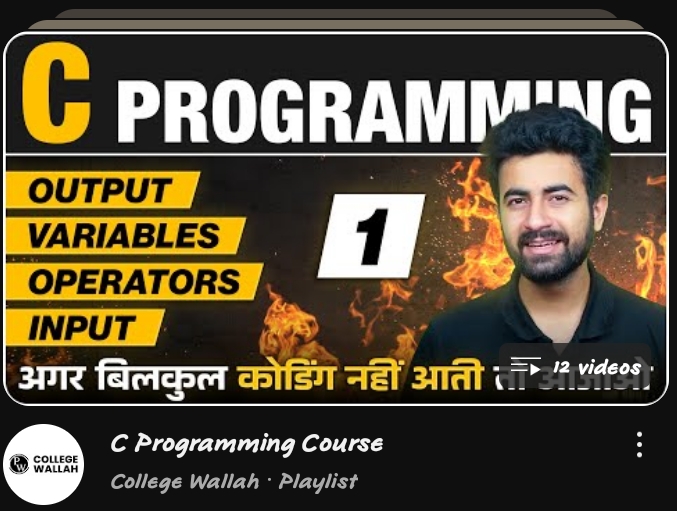 C PROGRAMMING
OUTPUT
VARIABLES
OPERATORS
INPUT
1
अगर बिलकुल कोडिंग नहीं आती तो आजाओ
12 videos
PW COLLEGE
WALLAH
C Programming Course
College Wallah · Playlist